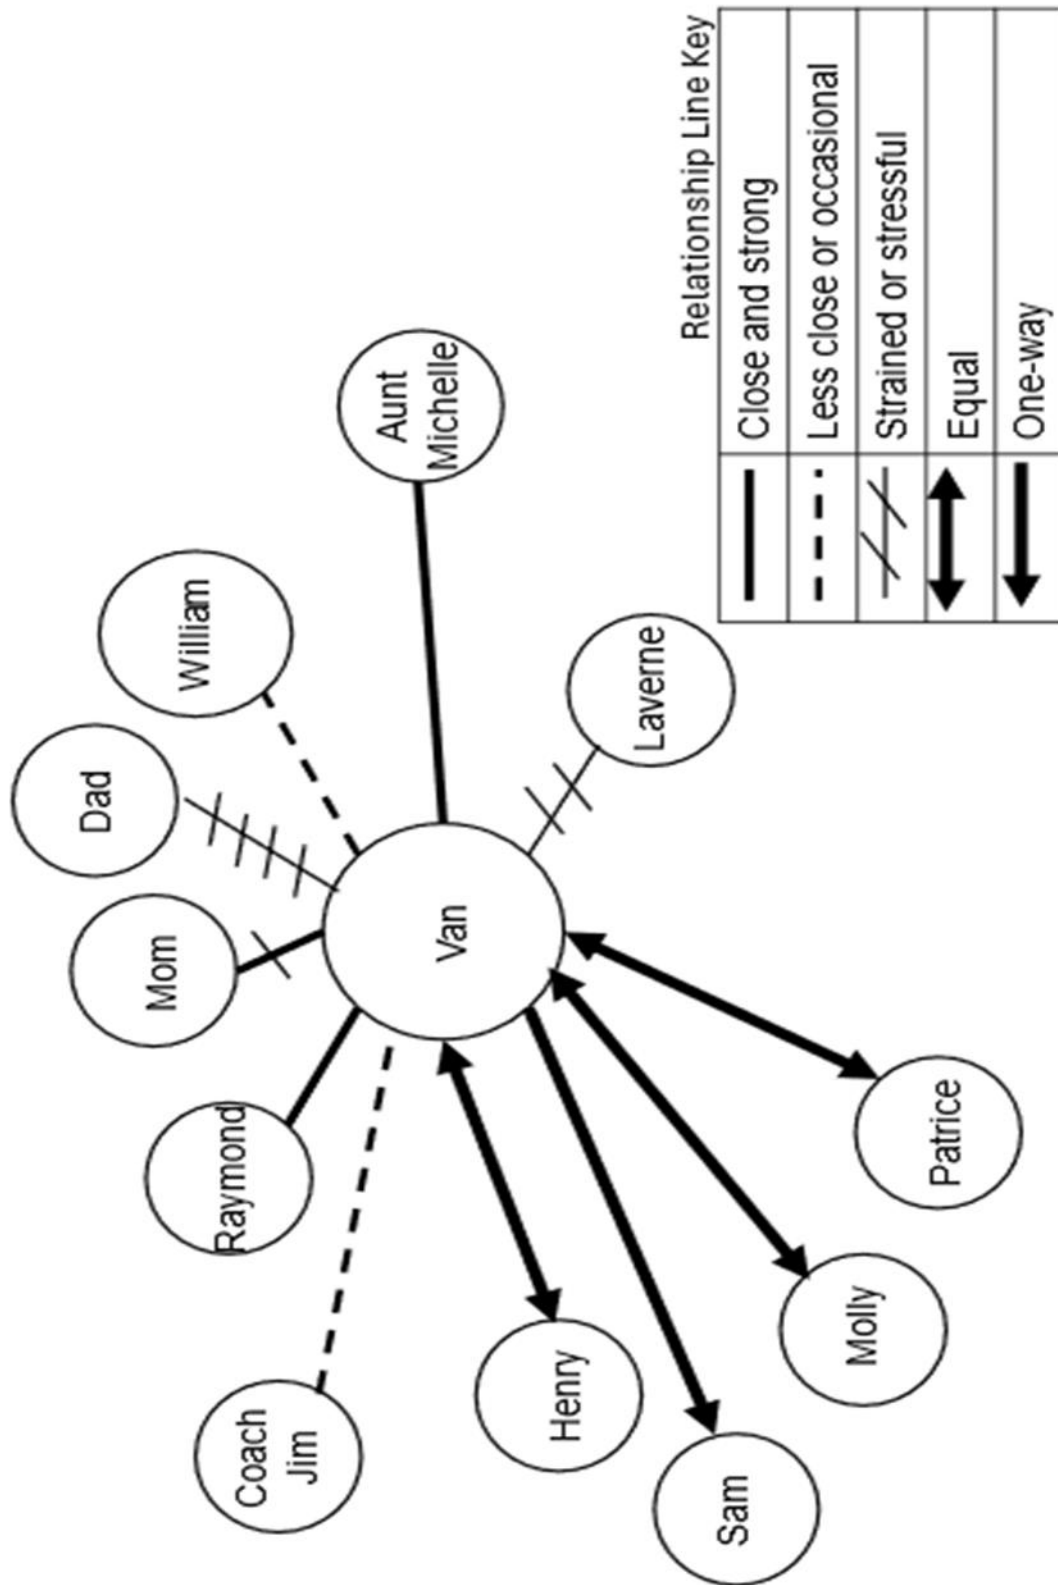 Coach
Jim
Raymond
Mom
Dad
William
Aunt
Michelle
Van
Henry
Sam
Molly
Patrice
Laverne
Relationship Line Key
Close and strong
Less close or occasional
Strained or stressful
Equal
One-way